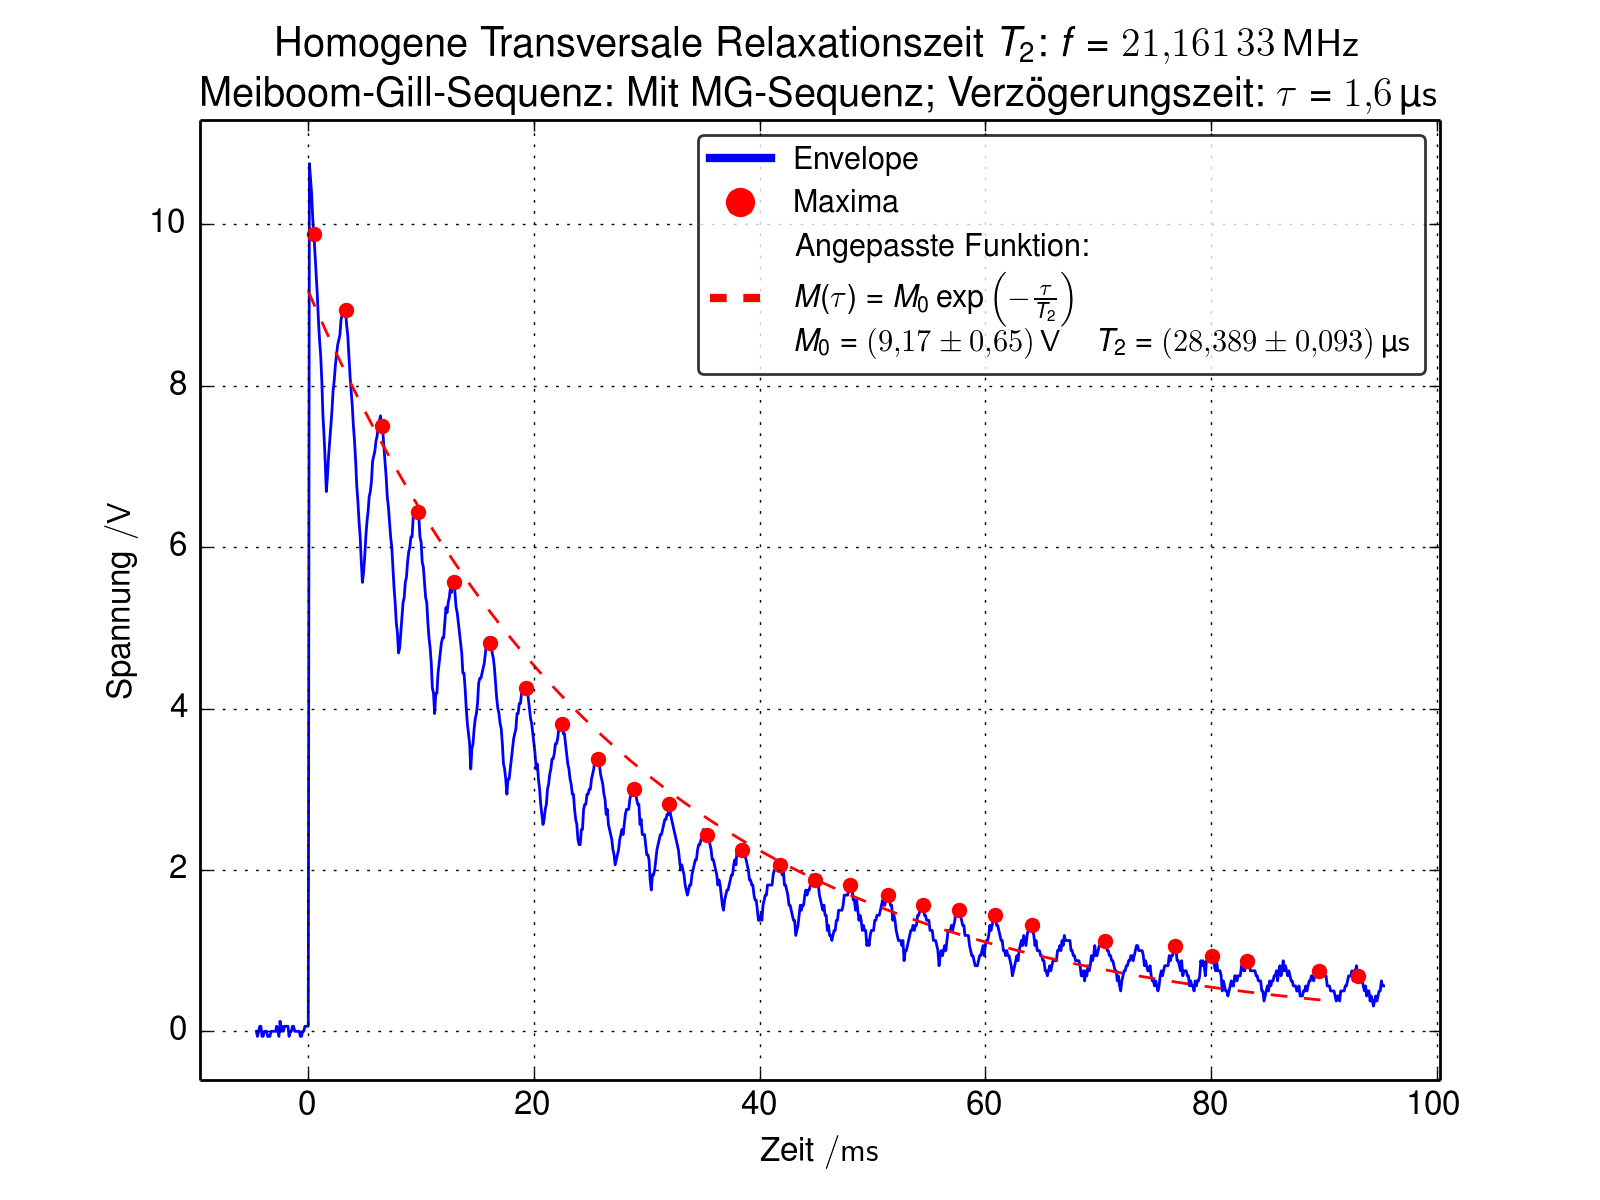 Homogene Transversale Relaxationszeit T₂: f = 21,161 33 MHz
Meiboom-Gill-Sequenz: Mit MG-Sequenz; Verzögerungszeit: τ = 1,6 µs
Envelope
Maxima
Angepasste Funktion:
M(τ) = M₀ exp(−τ/T₂)
M₀ = (9,17 ± 0,65) V T₂ = (28,389 ± 0,093) µs
Spannung /V
10
8
6
4
2
0
0 20 40 60 80 100
Zeit /ms